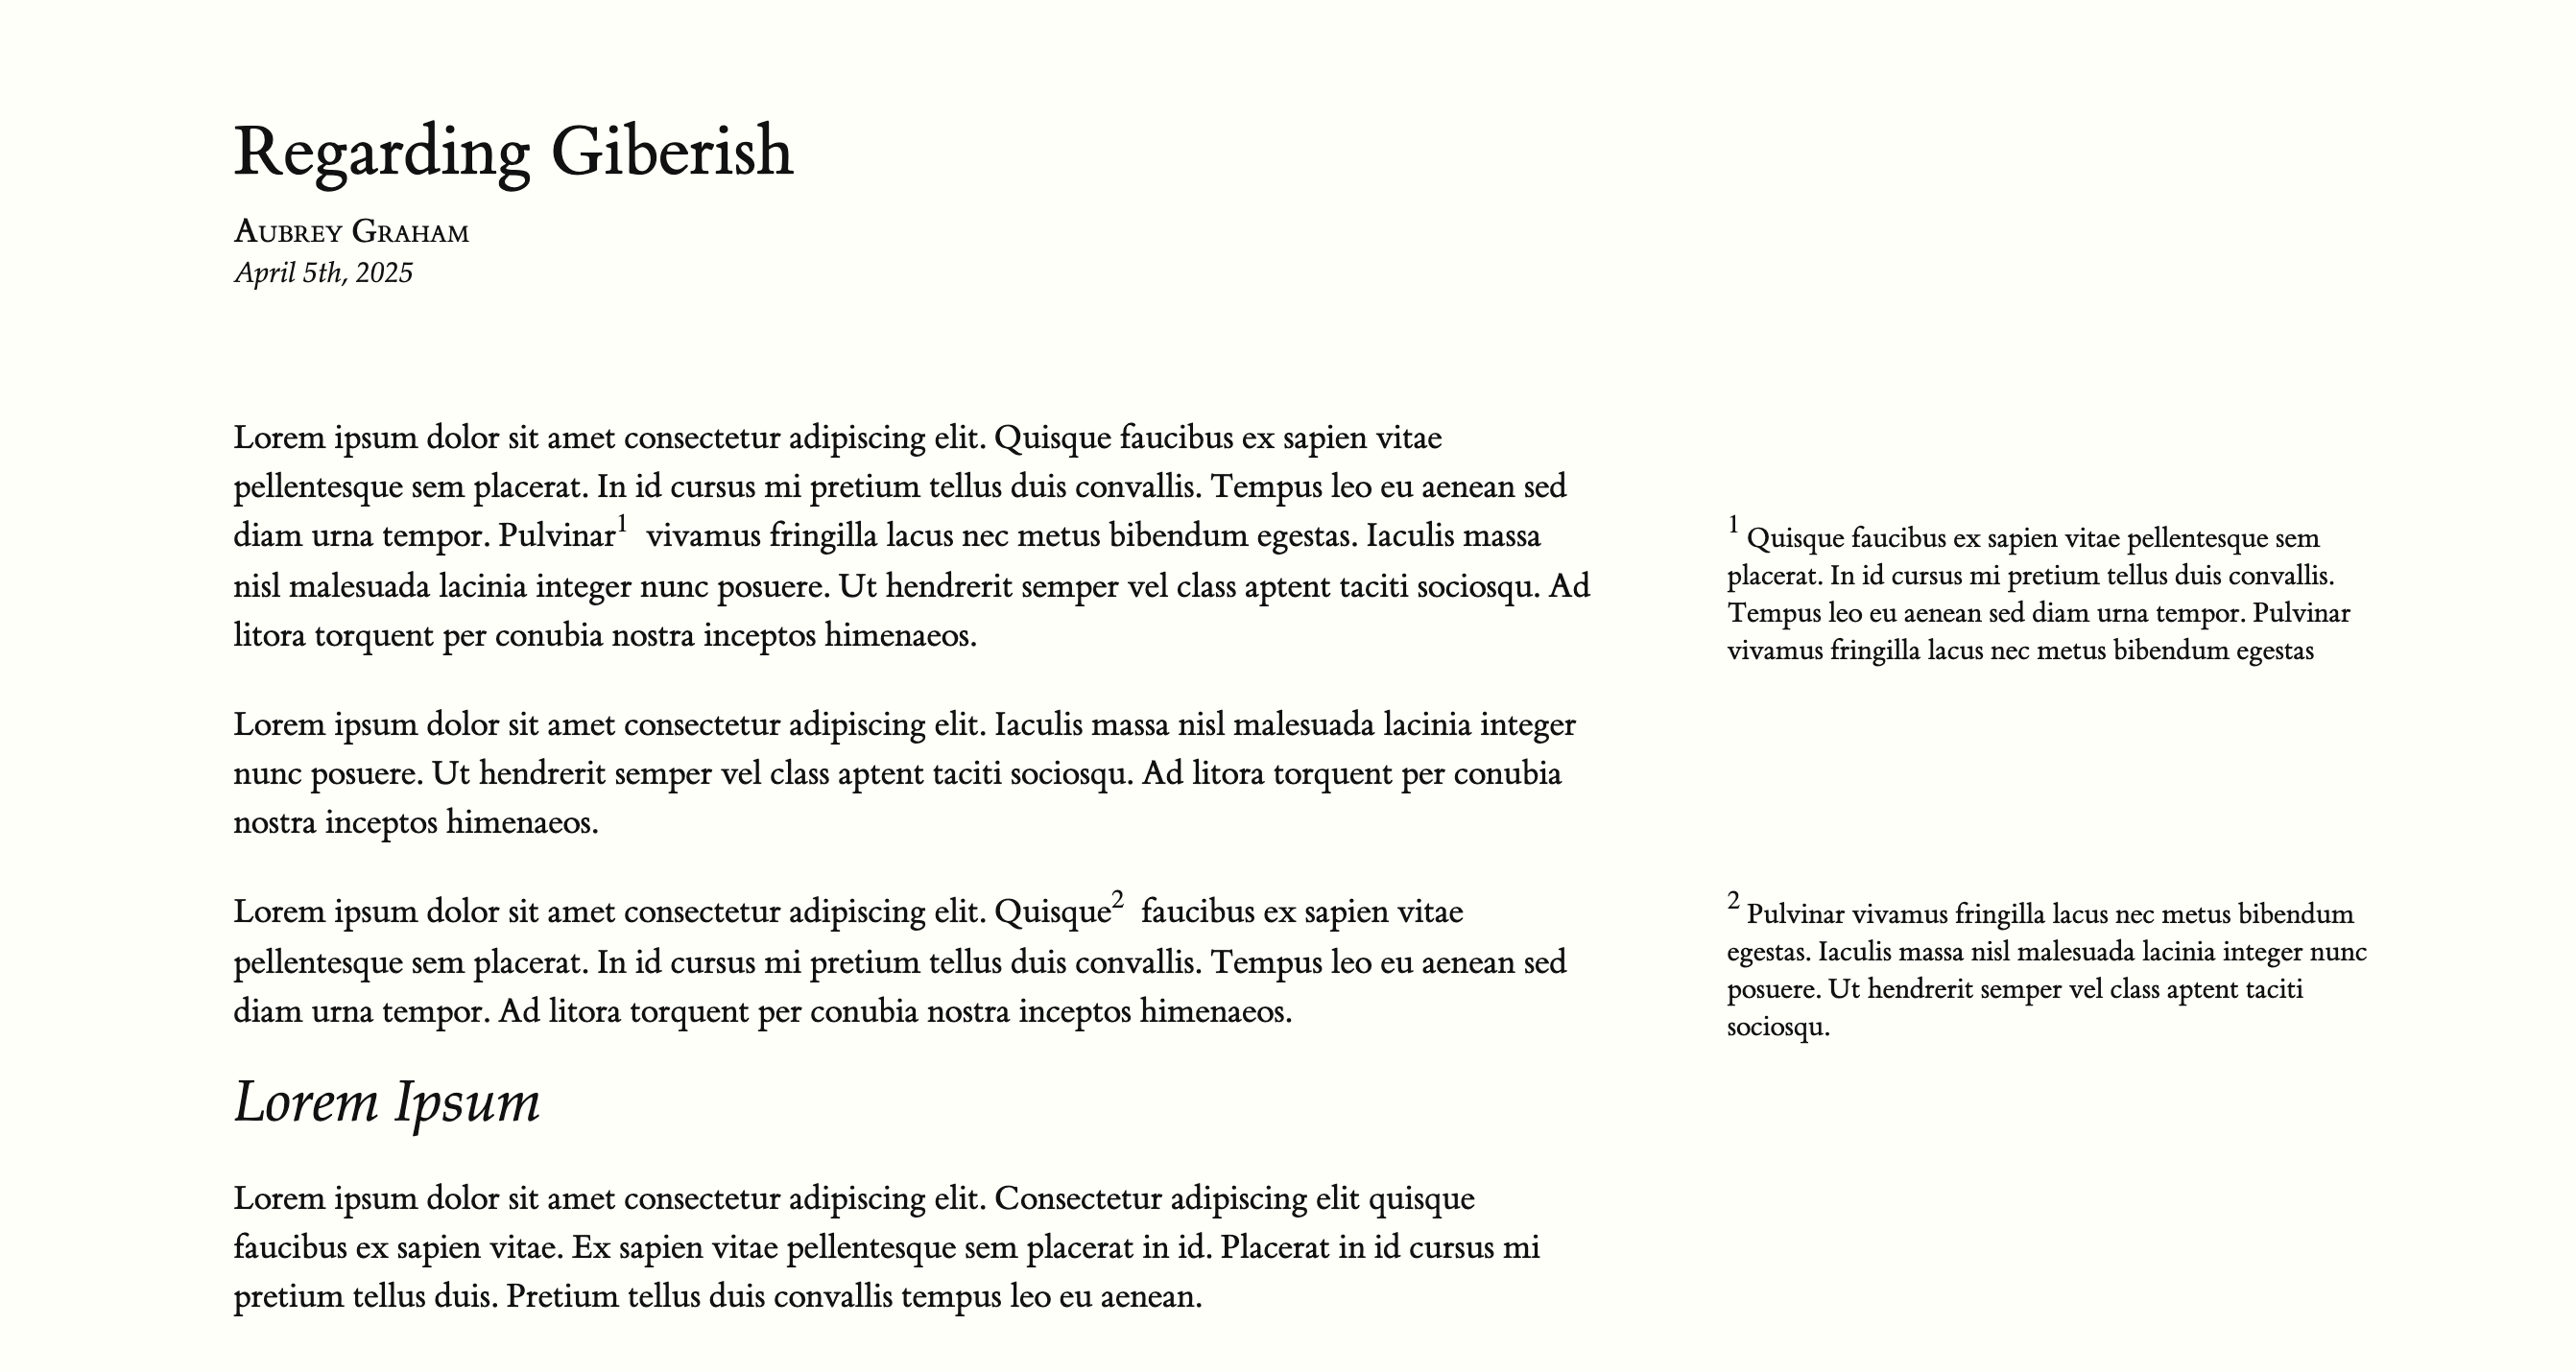 Regarding Giberish
Aubrey Graham
April 5th, 2025
Lorem ipsum dolor sit amet consectetur adipiscing elit. Quisque faucibus ex sapien vitae
pellentesque sem placerat. In id cursus mi pretium tellus duis convallis. Tempus leo eu aenean sed
diam urna tempor. Pulvinar1 vivamus fringilla lacus nec metus bibendum egestas. Iaculis massa
nisl malesuada lacinia integer nunc posuere. Ut hendrerit semper vel class aptent taciti sociosqu. Ad
litora torquent per conubia nostra inceptos himenaeos.
1 Quisque faucibus ex sapien vitae pellentesque sem
placerat. In id cursus mi pretium tellus duis convallis.
Tempus leo eu aenean sed diam urna tempor. Pulvinar
vivamus fringilla lacus nec metus bibendum egestas
Lorem ipsum dolor sit amet consectetur adipiscing elit. Iaculis massa nisl malesuada lacinia integer
nunc posuere. Ut hendrerit semper vel class aptent taciti sociosqu. Ad litora torquent per conubia
nostra inceptos himenaeos.
Lorem ipsum dolor sit amet consectetur adipiscing elit. Quisque2 faucibus ex sapien vitae
pellentesque sem placerat. In id cursus mi pretium tellus duis convallis. Tempus leo eu aenean sed
diam urna tempor. Ad litora torquent per conubia nostra inceptos himenaeos.
2 Pulvinar vivamus fringilla lacus nec metus bibendum
egestas. Iaculis massa nisl malesuada lacinia integer nunc
posuere. Ut hendrerit semper vel class aptent taciti
sociosqu.
Lorem Ipsum
Lorem ipsum dolor sit amet consectetur adipiscing elit. Consectetur adipiscing elit quisque
faucibus ex sapien vitae. Ex sapien vitae pellentesque sem placerat in id. Placerat in id cursus mi
pretium tellus duis. Pretium tellus duis convallis tempus leo eu aenean.